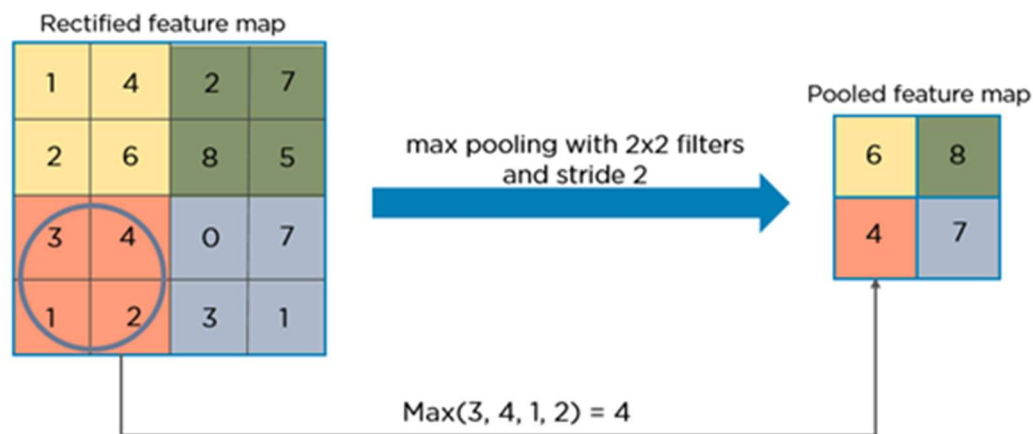 Rectified feature map
1 4 2 7
2 6 8 5
3 4 0 7
1 2 3 1
max pooling with 2x2 filters
and stride 2
Pooled feature map
6 8
4 7
Max(3, 4, 1, 2) = 4